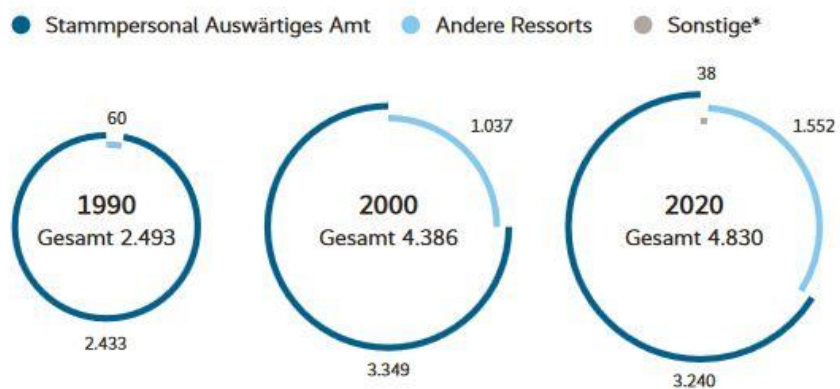 Stammpersonal Auswärtiges Amt Andere Ressorts Sonstige*
60
1990
Gesamt 2.493
2.433
1.037
2000
Gesamt 4.386
3.349
38
1.552
2020
Gesamt 4.830
3.240